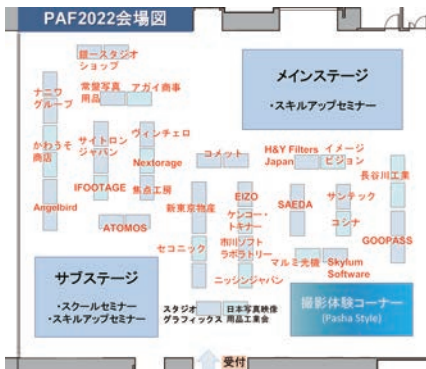 PAF2022会場図
銀一スタジオ
ショップ
ナニワ
グループ
常盤写真
用品
アガイ商事
メインステージ
・スキルアップセミナー
かわうそ
商店
サイトロン
ジャパン
ヴィンチェロ
Nextorage
コメット
H&Y Filters
Japan
イメージ
ビジョン
長谷川工業
IFOOTAGE
焦点工房
Angelbird
新東京物産
EIZO
SAEDA
サンテック
ATOMOS
ケンコー・
トキナー
コシナ
セコニック
市川ソフト
ラボラトリー
GOOPASS
ニッシンジャパン
マルミ光機
Skylum
Software
サブステージ
・スクールセミナー
・スキルアップセミナー
スタジオ
グラフィックス
日本写真映像
用品工業会
撮影体験コーナー
(Pasha Style)
受付